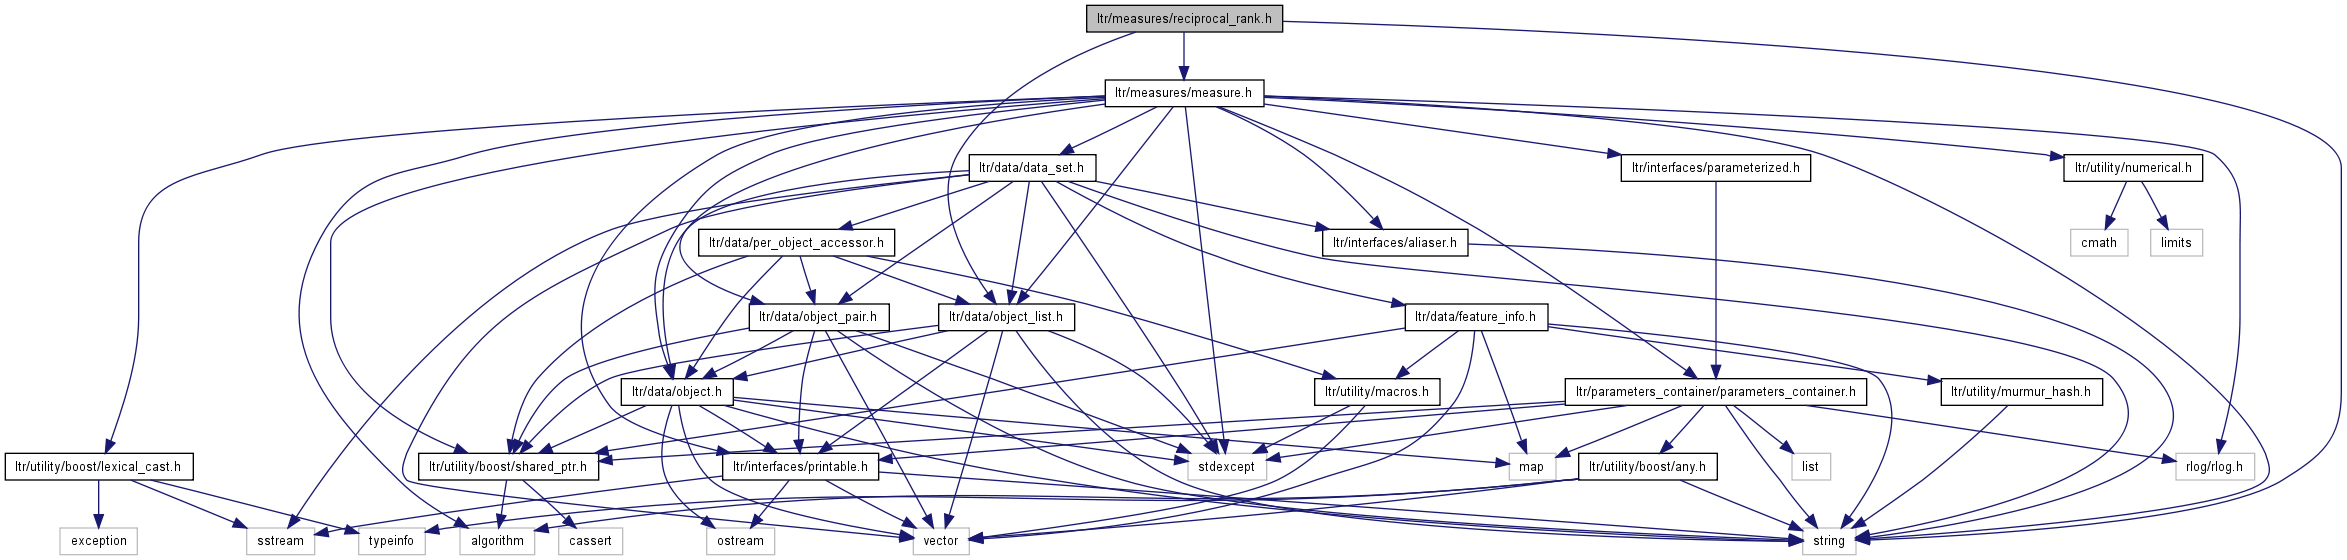 ltr/measures/reciprocal_rank.h
ltr/measures/measure.h
ltr/data/data_set.h
ltr/interfaces/parameterized.h
ltr/utility/numerical.h
ltr/data/per_object_accessor.h
ltr/interfaces/aliaser.h
cmath
limits
ltr/data/object_pair.h
ltr/data/object_list.h
ltr/data/feature_info.h
ltr/data/object.h
ltr/utility/macros.h
ltr/parameters_container/parameters_container.h
ltr/utility/murmur_hash.h
ltr/utility/boost/lexical_cast.h
ltr/utility/boost/shared_ptr.h
ltr/interfaces/printable.h
stdexcept
map
ltr/utility/boost/any.h
list
rlog/rlog.h
exception
sstream
typeinfo
algorithm
cassert
ostream
vector
string